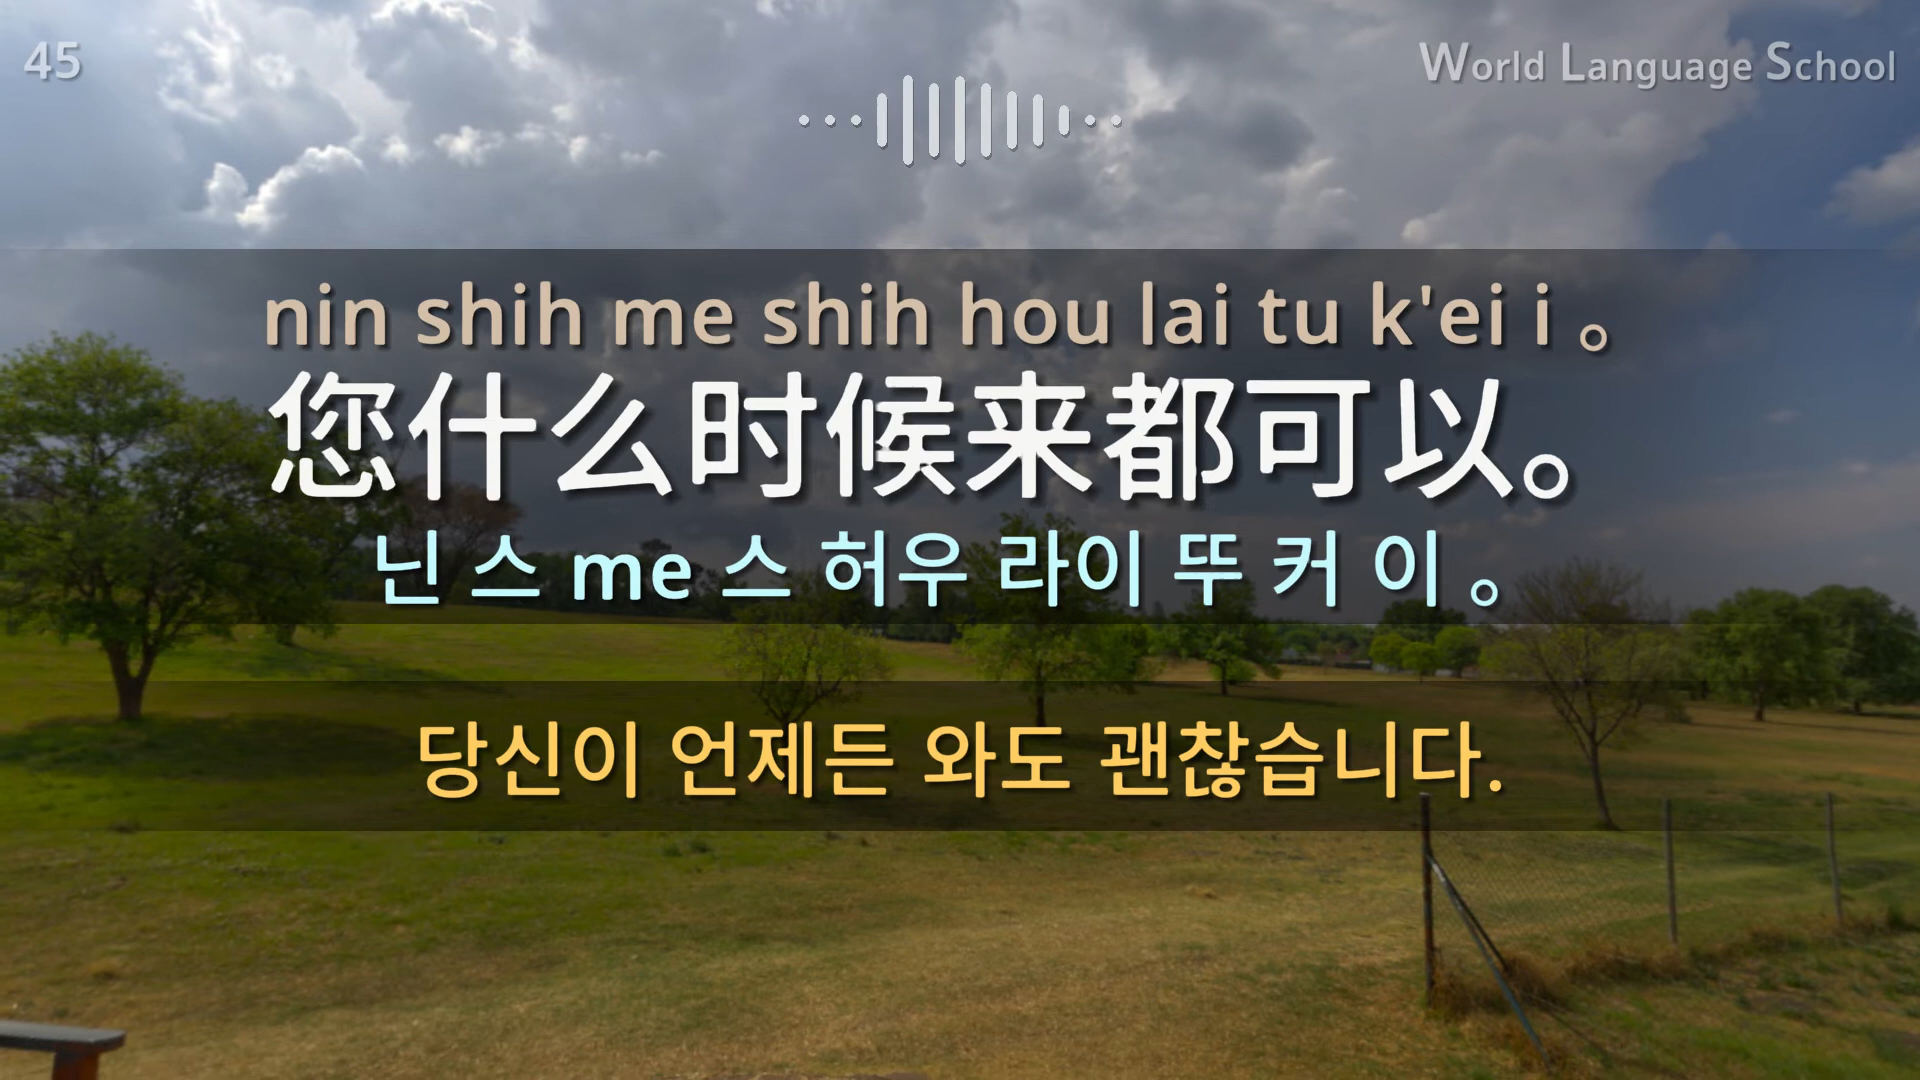 45
World Language School
nin shih me shih hou lai tu k'ei i 。
您什么时候来都可以。
닌 스 me 스 허우 라이 뚜 커 이 。
당신이 언제든 와도 괜찮습니다.